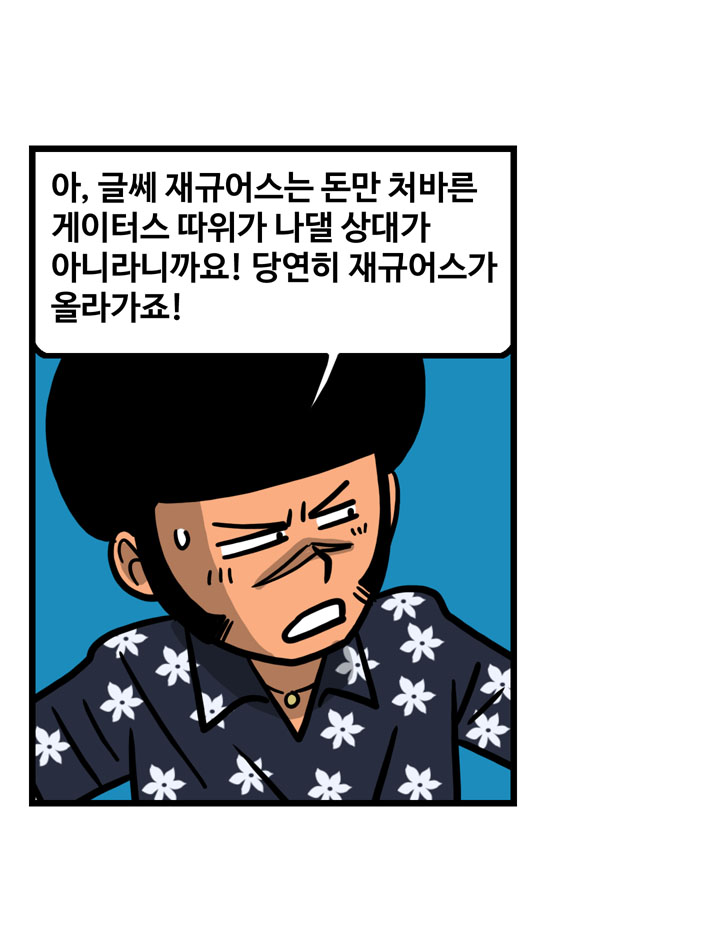 아, 글쎄 재규어스는 돈만 처바른
게이터스 따위가 나댈 상대가
아니라니까요! 당연히 재규어스가
올라가죠!